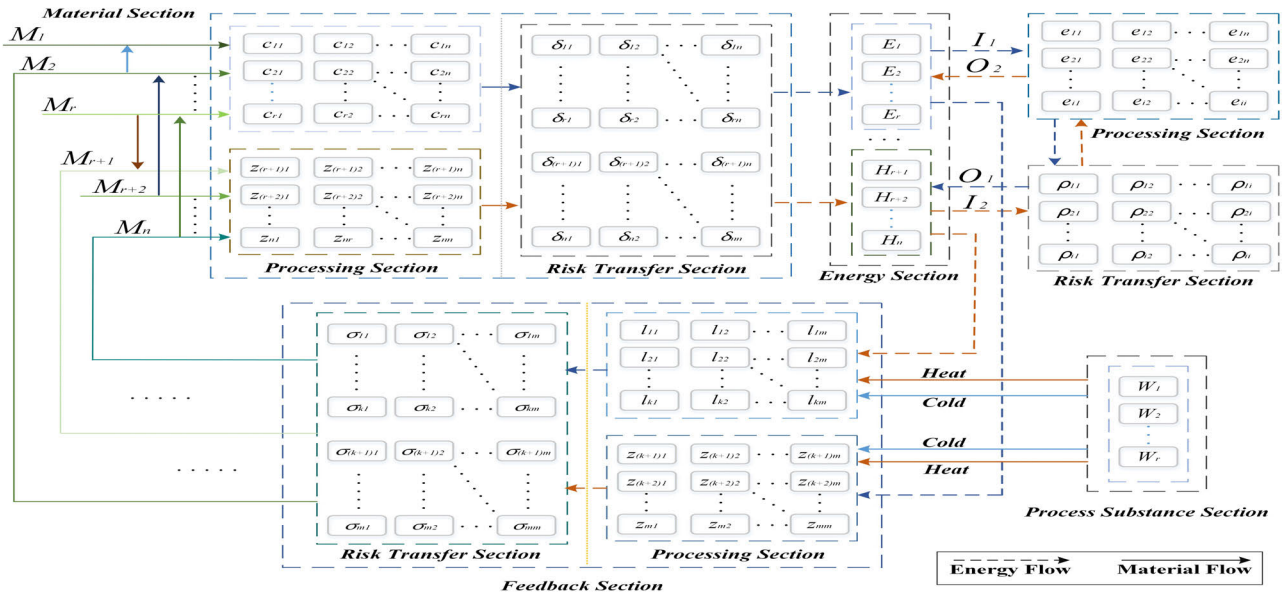 Material Section
M1
M2
Mr
Mr+1
Mr+2
Mn
c11 c12 c1n
c21 c22 c2n
cr1 cr2 crn
z(r+1)1 z(r+1)2 z(r+1)n
z(r+2)1 z(r+2)2 z(r+2)n
zn1 znr znn
Processing Section
δ11 δ12 δ1n
δr1 δr2 δrn
δ(r+1)1 δ(r+1)2 δ(r+1)n
δn1 δn2 δnn
Risk Transfer Section
E1
E2
Er
Hr+1
Hr+2
Hn
Energy Section
I1
O2
O1
I2
e11 e12 e1n
e21 e22 e2n
ei1 ei2 eii
Processing Section
ρ11 ρ12 ρ1i
ρ21 ρ22 ρ2i
ρi1 ρi2 ρii
Risk Transfer Section
σ11 σ12 σ1m
σk1 σk2 σkm
σ(k+1)1 σ(k+1)2 σ(k+1)m
σm1 σm2 σmm
Risk Transfer Section
l11 l12 l1m
l21 l22 l2m
lk1 lk2 lkm
z(k+1)1 z(k+1)2 z(k+1)m
z(k+2)1 z(k+2)2 z(k+2)m
zm1 zm2 zmm
Processing Section
Feedback Section
Heat
Cold
Cold
Heat
W1
W2
Wr
Process Substance Section
Energy Flow Material Flow